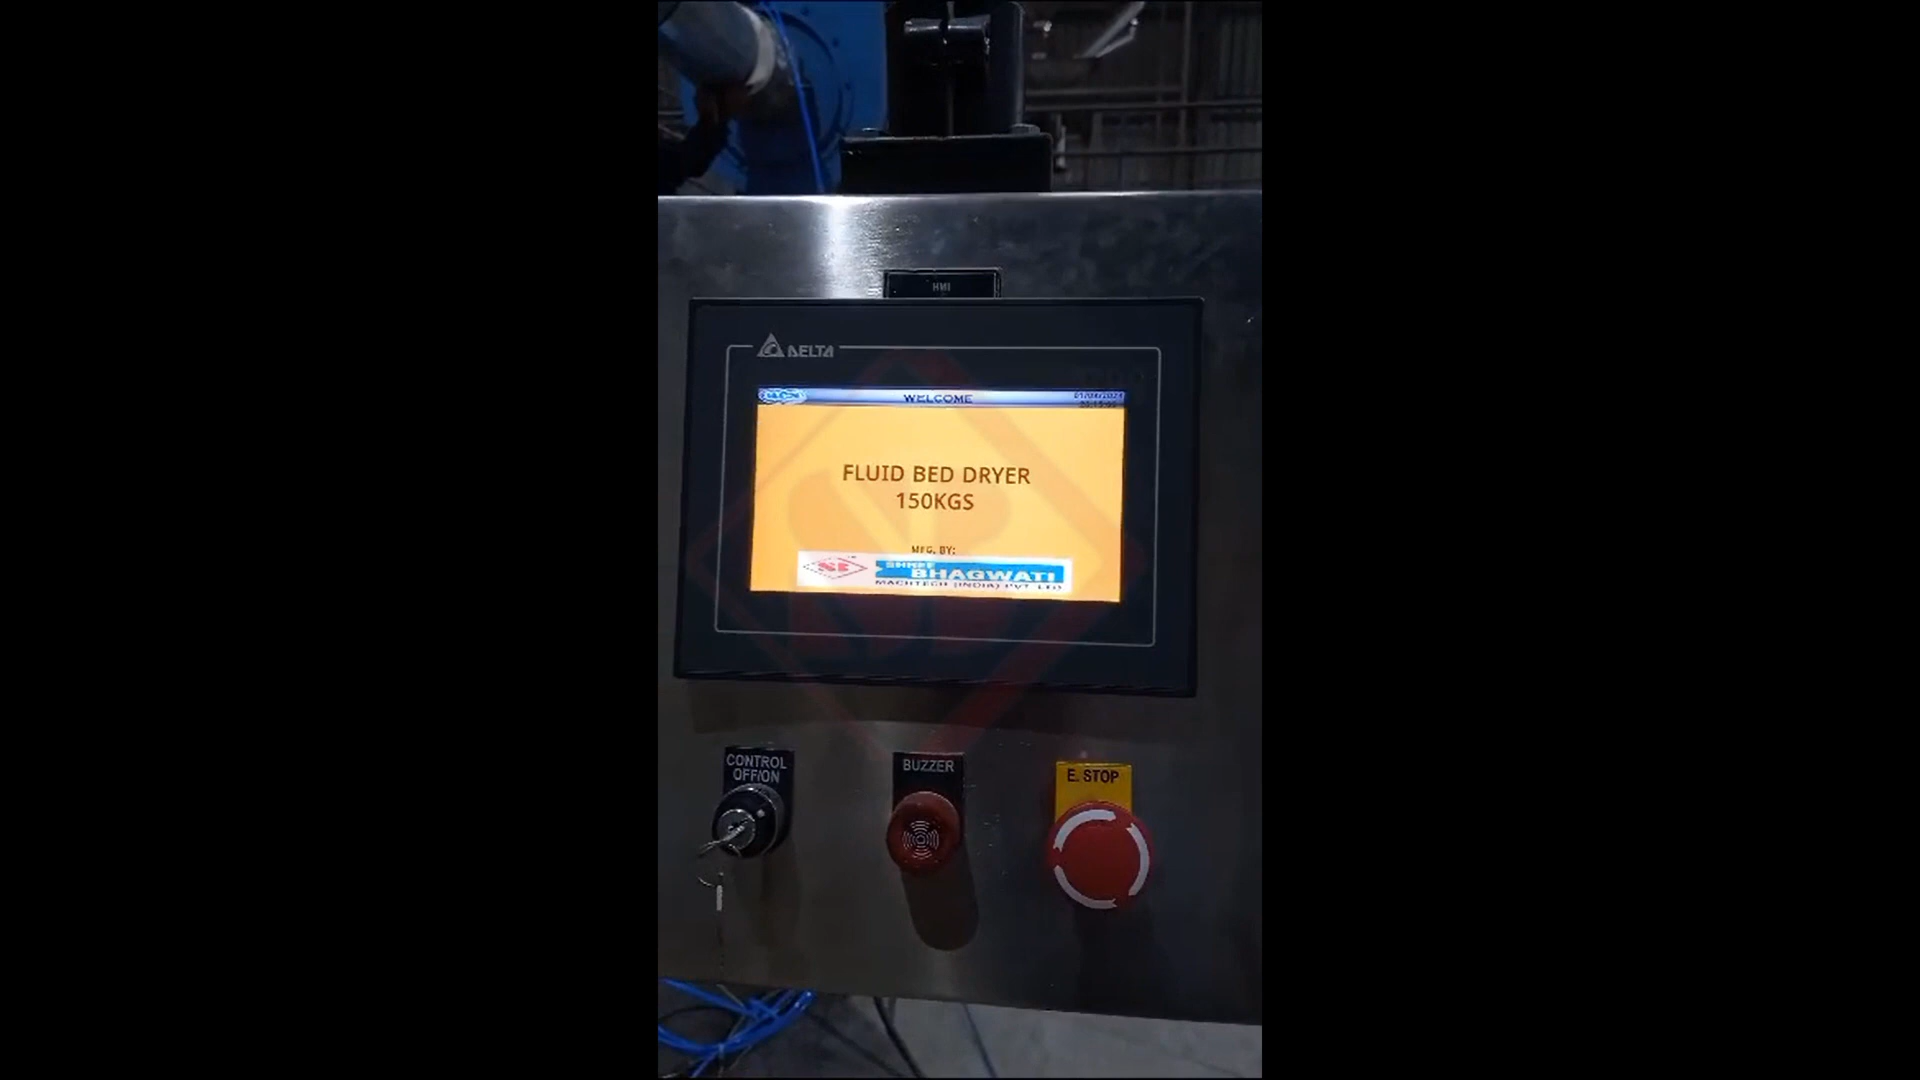 HMI
DELTA
WELCOME
FLUID BED DRYER
150KGS
MFG. BY:
SHREE
BHAGWATI
MACHTECH (INDIA) PVT. LTD
CONTROL
OFF/ON
BUZZER
E. STOP